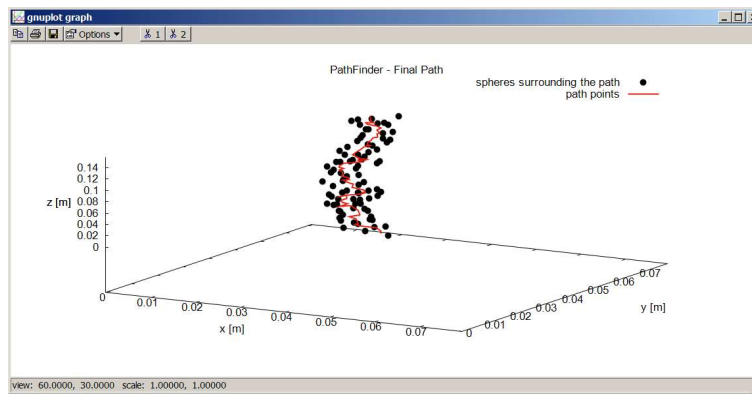 gnuplot graph
Options 1 2
PathFinder - Final Path
spheres surrounding the path
path points
z [m]
0.14
0.12
0.1
0.08
0.06
0.04
0.02
0
0 0.01 0.02 0.03 0.04 0.05 0.06 0.07
x [m]
0 0.01 0.02 0.03 0.04 0.05 0.06 0.07
y [m]
view: 60.0000, 30.0000 scale: 1.00000, 1.00000